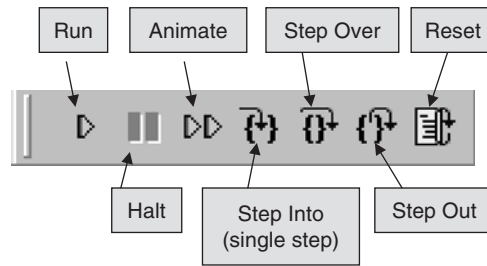 Run
Animate
Step Over
Reset
Halt
Step Into
(single step)
Step Out